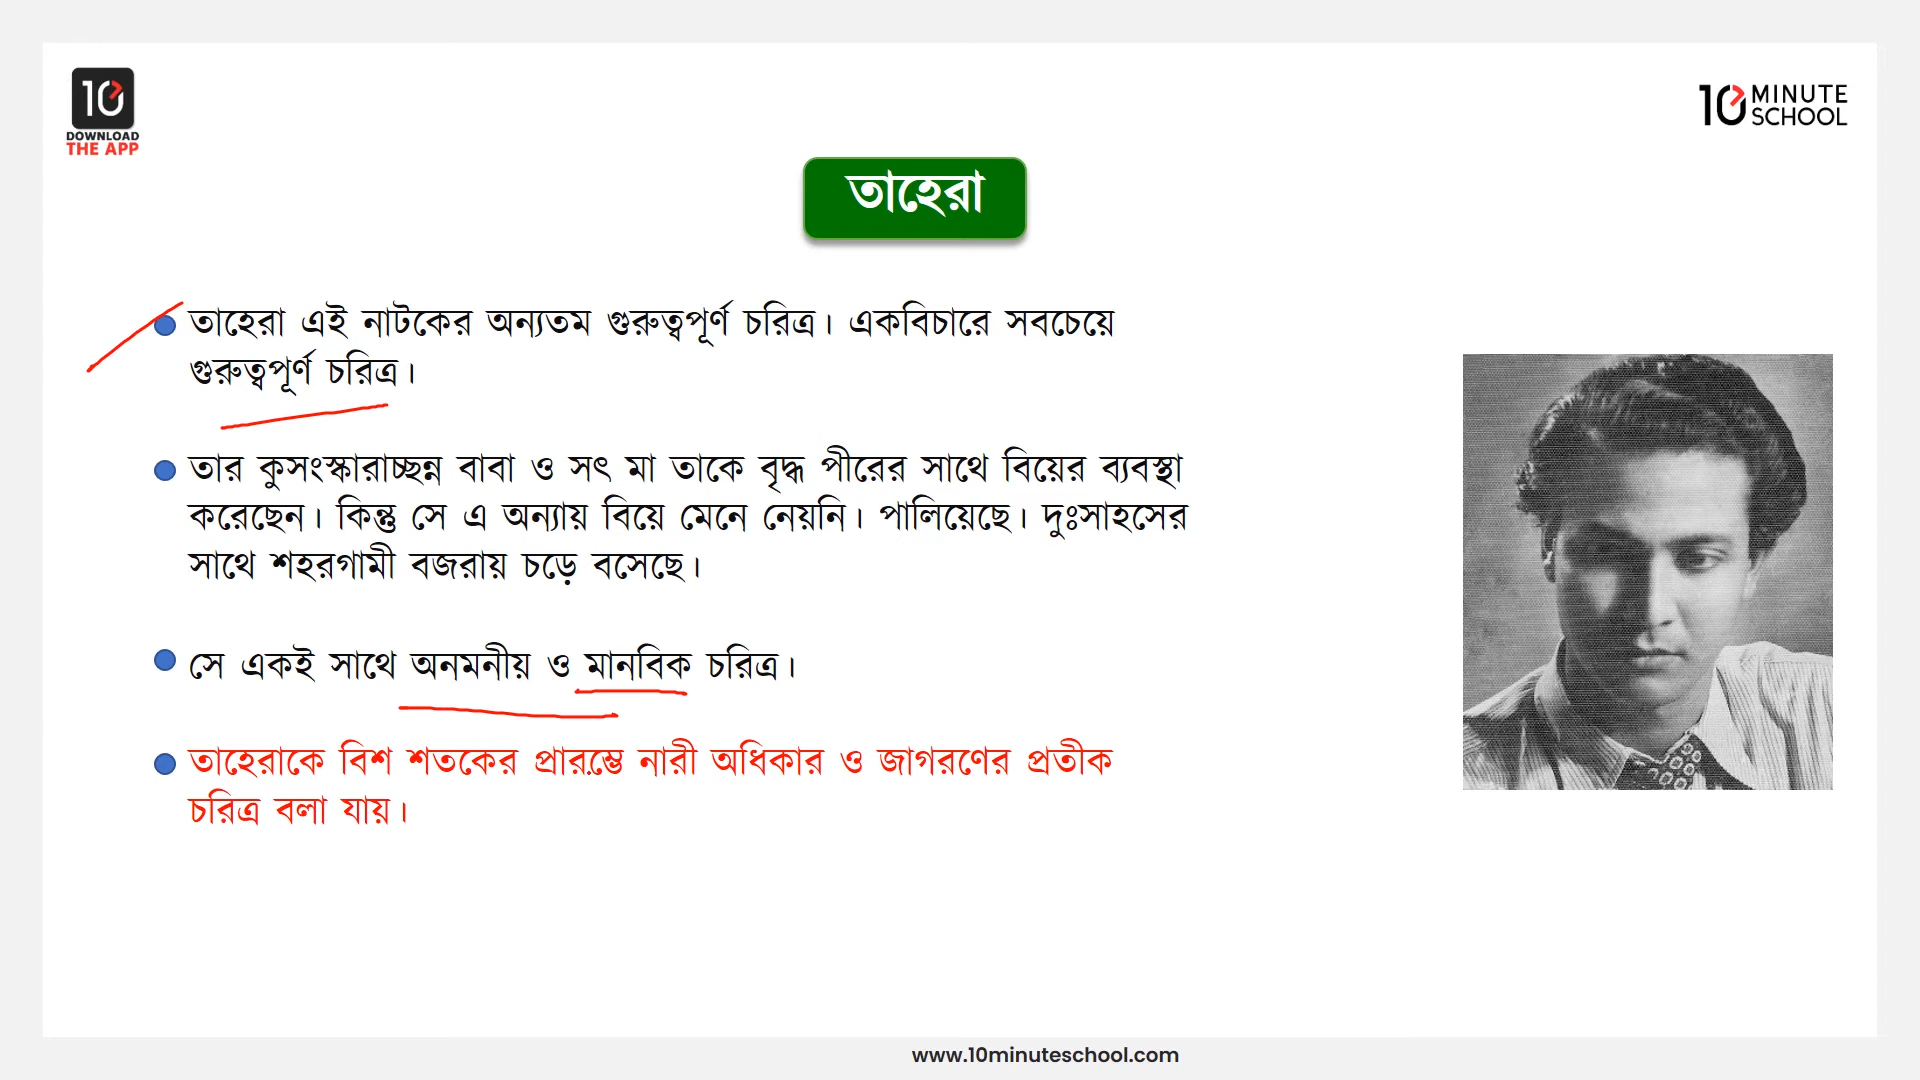 10
DOWNLOAD
THE APP
10 MINUTE
SCHOOL
তাহেরা
তাহেরা এই নাটকের অন্যতম গুরুত্বপূর্ণ চরিত্র। একবিচারে সবচেয়ে
গুরুত্বপূর্ণ চরিত্র।
তার কুসংস্কারাচ্ছন্ন বাবা ও সৎ মা তাকে বৃদ্ধ পীরের সাথে বিয়ের ব্যবস্থা
করেছেন। কিন্তু সে এ অন্যায় বিয়ে মেনে নেয়নি। পালিয়েছে। দুঃসাহসের
সাথে শহরগামী বজরায় চড়ে বসেছে।
সে একই সাথে অনমনীয় ও মানবিক চরিত্র।
তাহেরাকে বিশ শতকের প্রারম্ভে নারী অধিকার ও জাগরণের প্রতীক
চরিত্র বলা যায়।
www.10minuteschool.com